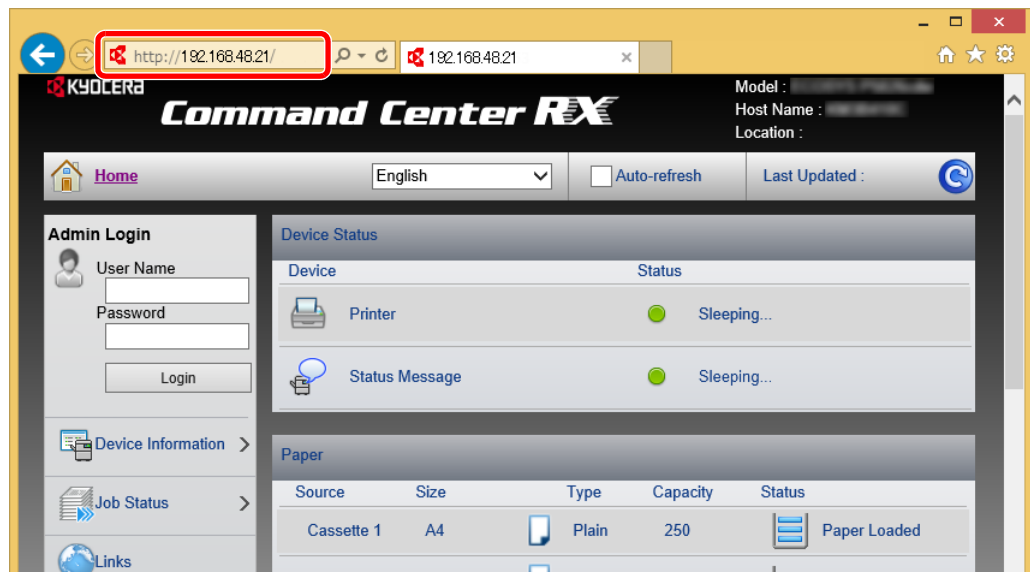 http://192.168.48.21/
192.168.48.21
KYOCERA
Command Center RX
Model :
Host Name :
Location :
Home
English
Auto-refresh
Last Updated :
Admin Login
User Name
Password
Login
Device Information
Job Status
Links
Device Status
Device Status
Printer Sleeping...
Status Message Sleeping...
Paper
Source Size Type Capacity Status
Cassette 1 A4 Plain 250 Paper Loaded